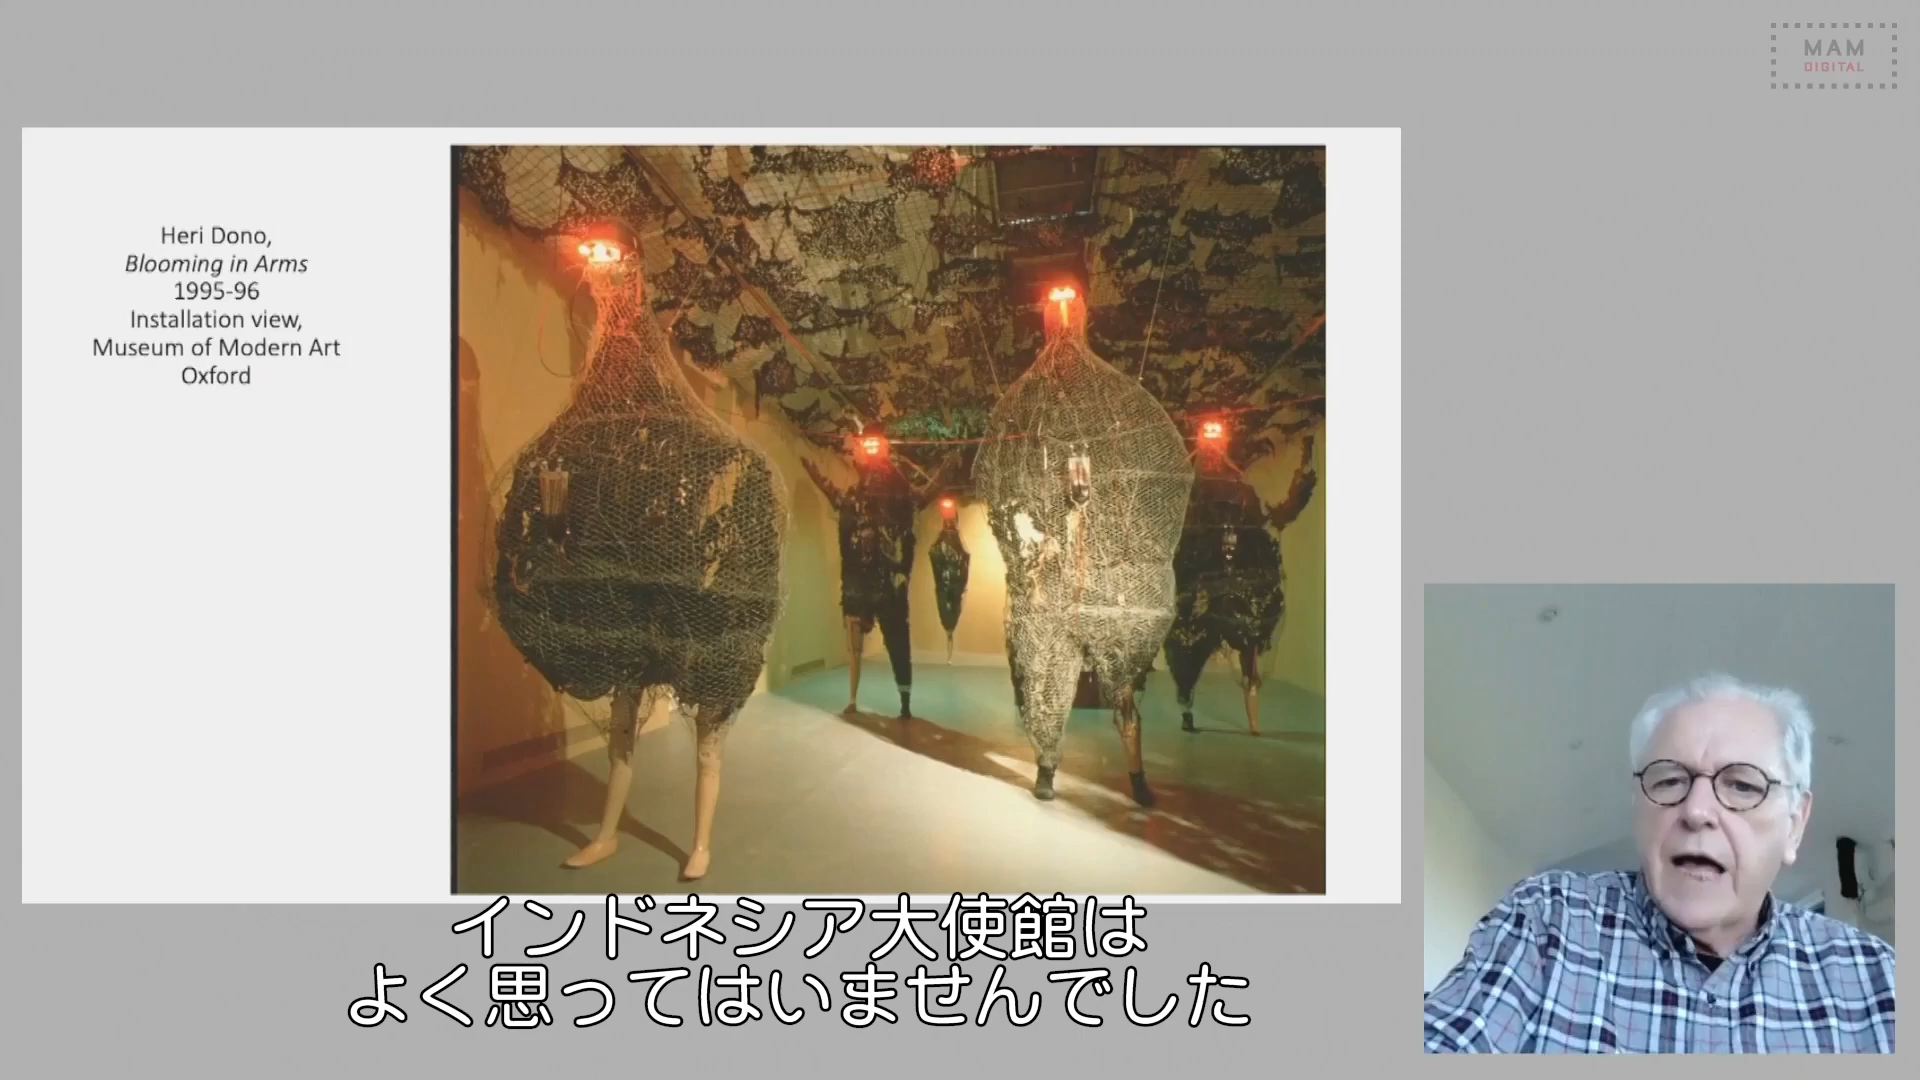 MAM
DIGITAL
Heri Dono,
Blooming in Arms
1995-96
Installation view,
Museum of Modern Art
Oxford
インドネシア大使館は
よく思ってはいませんでした